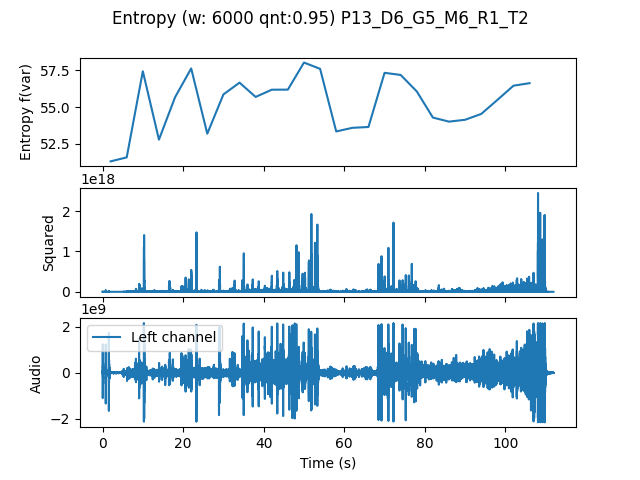 Entropy (w: 6000 qnt:0.95) P13_D6_G5_M6_R1_T2
Entropy f(var)
57.5
55.0
52.5
1e18
Squared
2
1
0
1e9
Audio
2
0
−2
Left channel
0 20 40 60 80 100
Time (s)